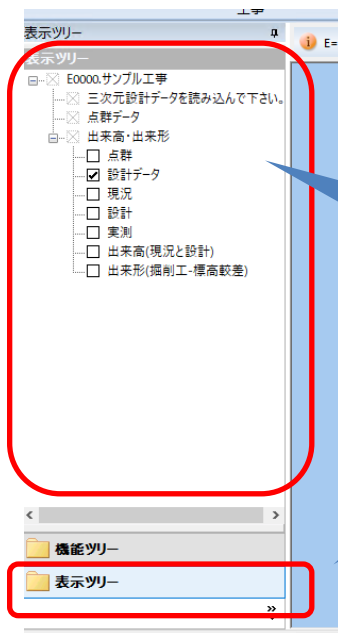 工事
表示ツリー
E=
表示ツリー
E0000.サンプル工事
三次元設計データを読み込んで下さい。
点群データ
出来高・出来形
点群
設計データ
現況
設計
実測
出来高(現況と設計)
出来形(掘削工-標高較差)
機能ツリー
表示ツリー